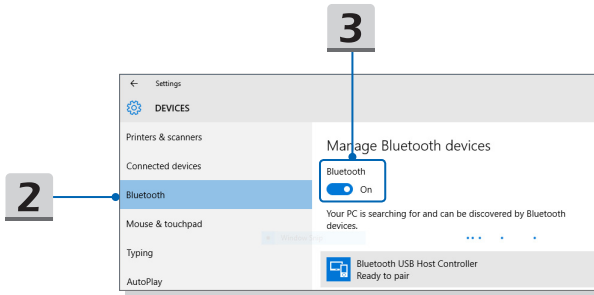 3
← Settings
DEVICES
Printers & scanners
Manage Bluetooth devices
Connected devices
Bluetooth
2
Bluetooth
On
Mouse & touchpad
Your PC is searching for and can be discovered by Bluetooth
devices.
Typing
Bluetooth USB Host Controller
Ready to pair
AutoPlay